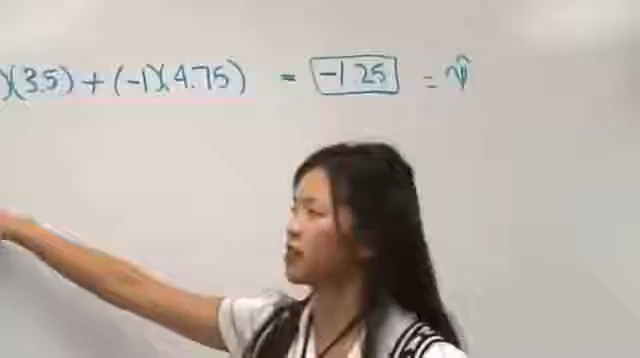 )(3.5) + (-1)(4.75) = -1.25 = ψ̂